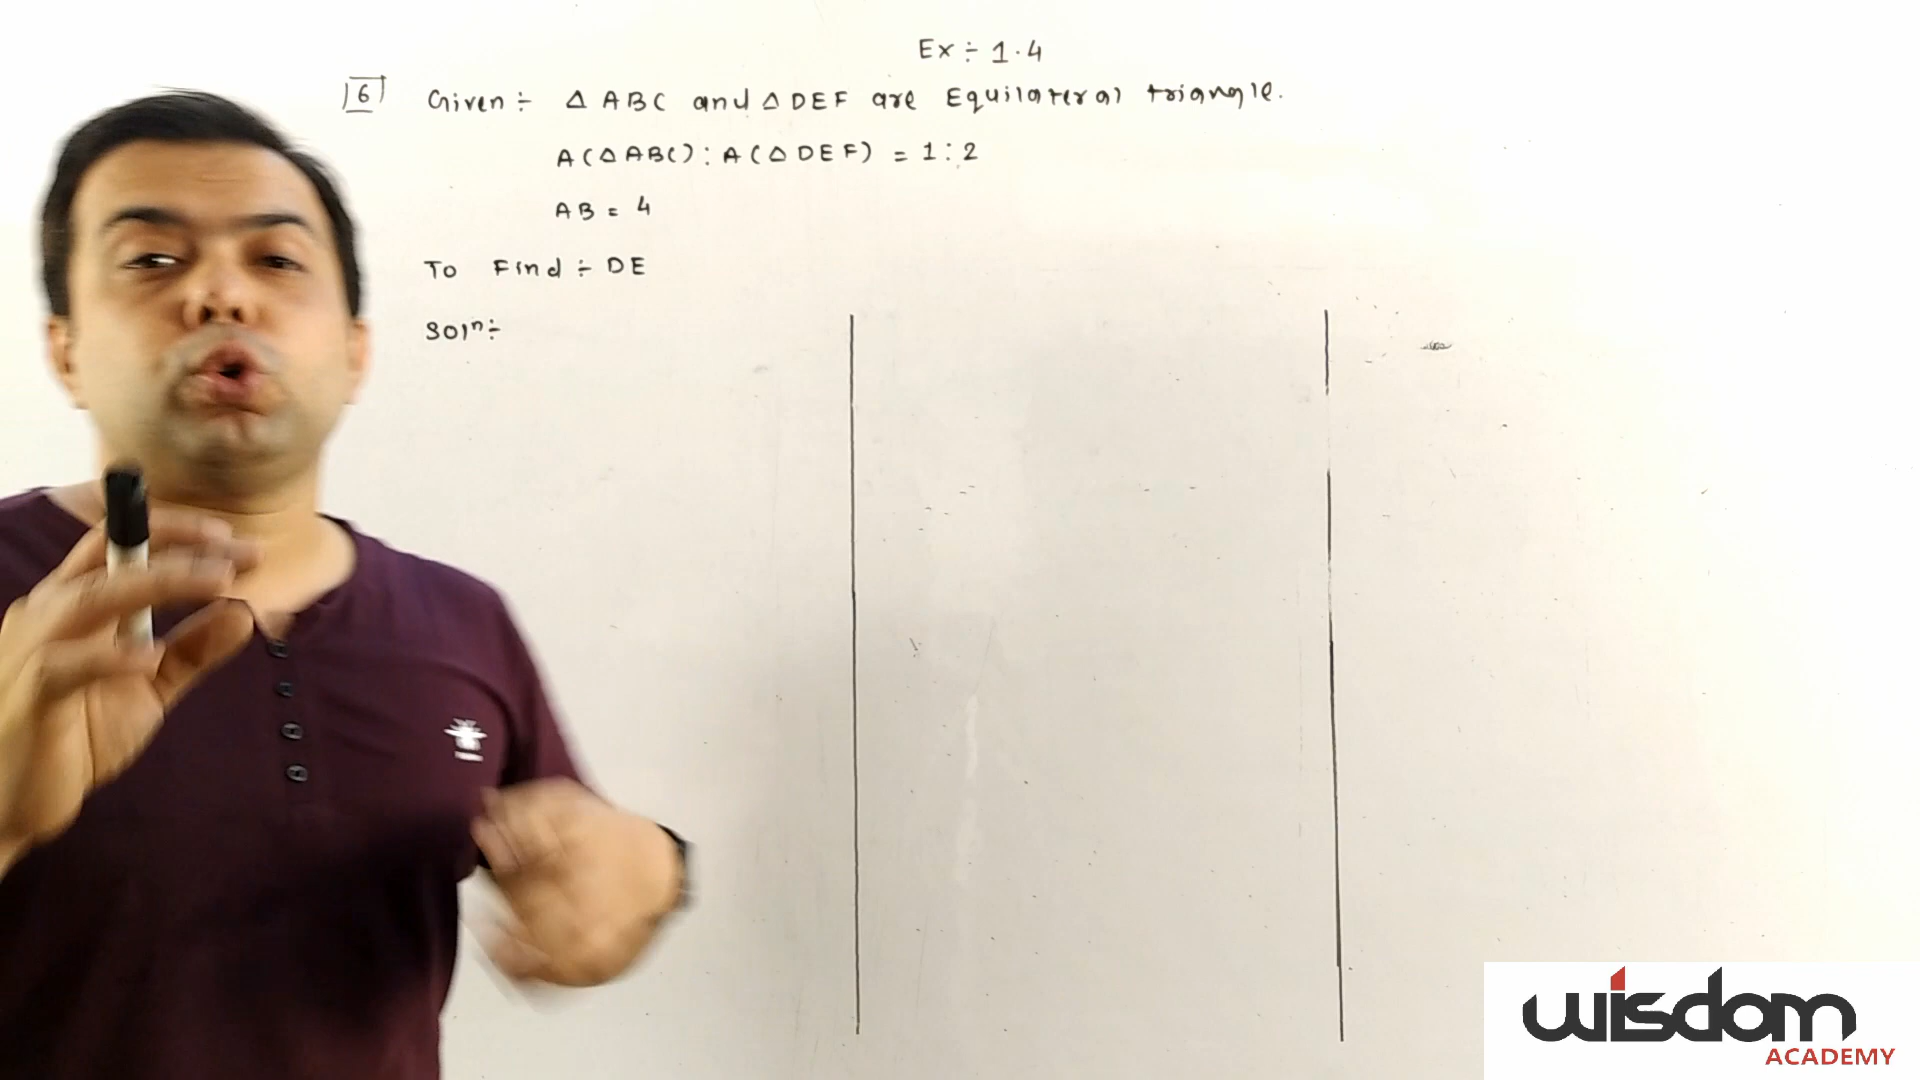 Ex ÷ 1.4
6 Given ÷ △ ABC and △ DEF are Equilateral triangle.
A(△ABC) : A(△DEF) = 1:2
AB = 4
To Find ÷ DE
Solⁿ ÷
wisdom
ACADEMY